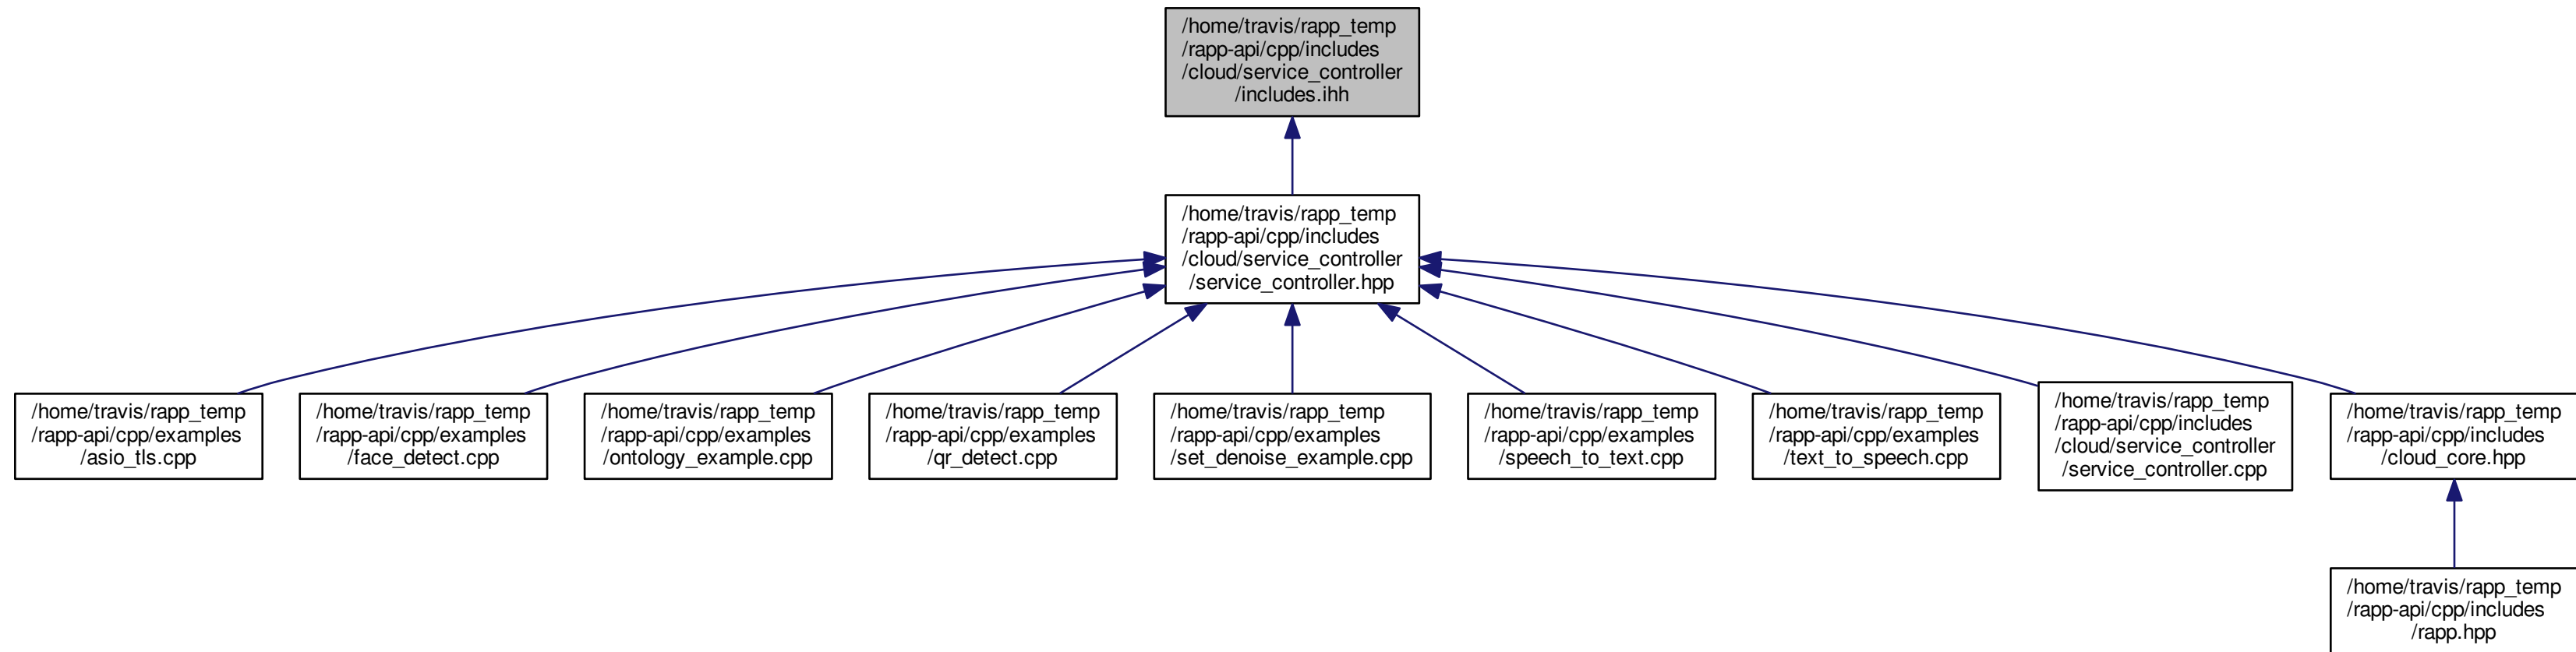 /home/travis/rapp_temp
/rapp-api/cpp/includes
/cloud/service_controller
/includes.ihh
/home/travis/rapp_temp
/rapp-api/cpp/includes
/cloud/service_controller
/service_controller.hpp
/home/travis/rapp_temp
/rapp-api/cpp/examples
/asio_tls.cpp
/home/travis/rapp_temp
/rapp-api/cpp/examples
/face_detect.cpp
/home/travis/rapp_temp
/rapp-api/cpp/examples
/ontology_example.cpp
/home/travis/rapp_temp
/rapp-api/cpp/examples
/qr_detect.cpp
/home/travis/rapp_temp
/rapp-api/cpp/examples
/set_denoise_example.cpp
/home/travis/rapp_temp
/rapp-api/cpp/examples
/speech_to_text.cpp
/home/travis/rapp_temp
/rapp-api/cpp/examples
/text_to_speech.cpp
/home/travis/rapp_temp
/rapp-api/cpp/includes
/cloud/service_controller
/service_controller.cpp
/home/travis/rapp_temp
/rapp-api/cpp/includes
/cloud_core.hpp
/home/travis/rapp_temp
/rapp-api/cpp/includes
/rapp.hpp